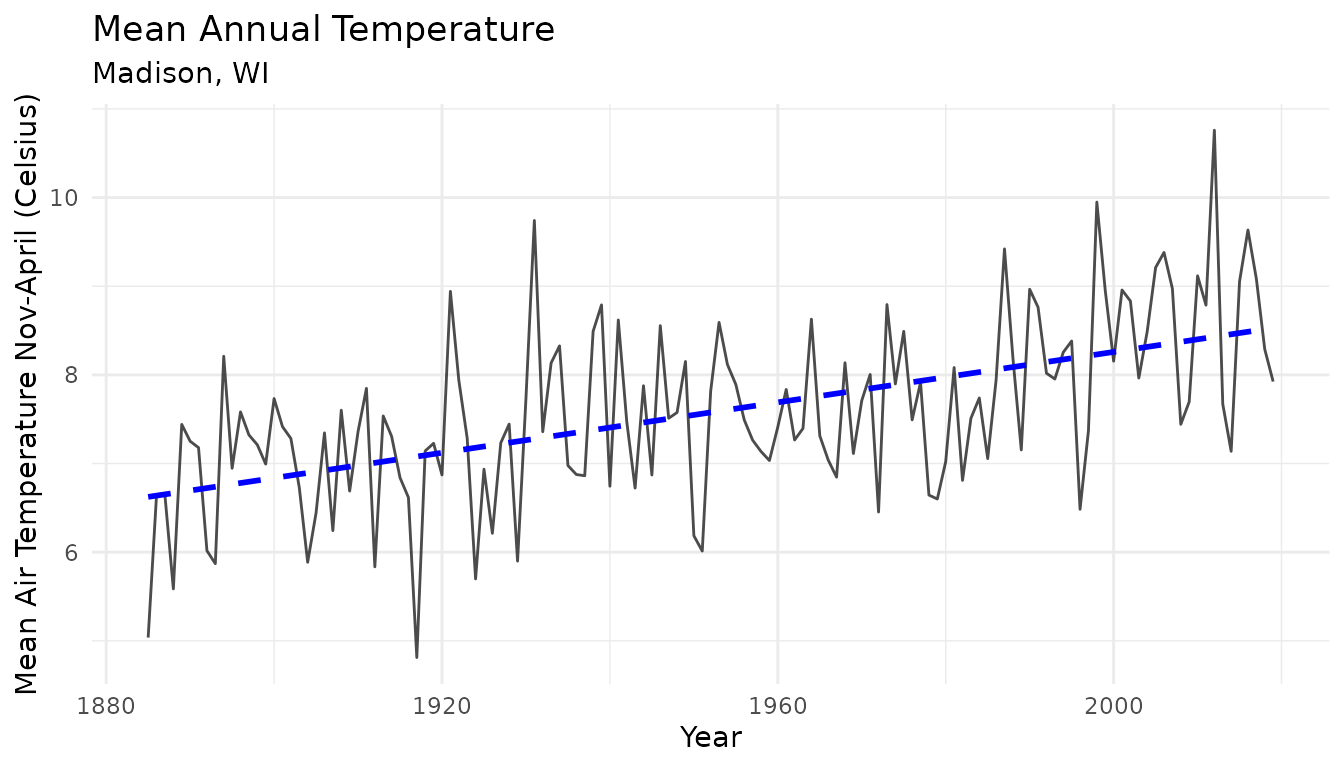 Mean Annual Temperature
Madison, WI
Mean Air Temperature Nov-April (Celsius)
10
8
6
1880
1920
1960
2000
Year